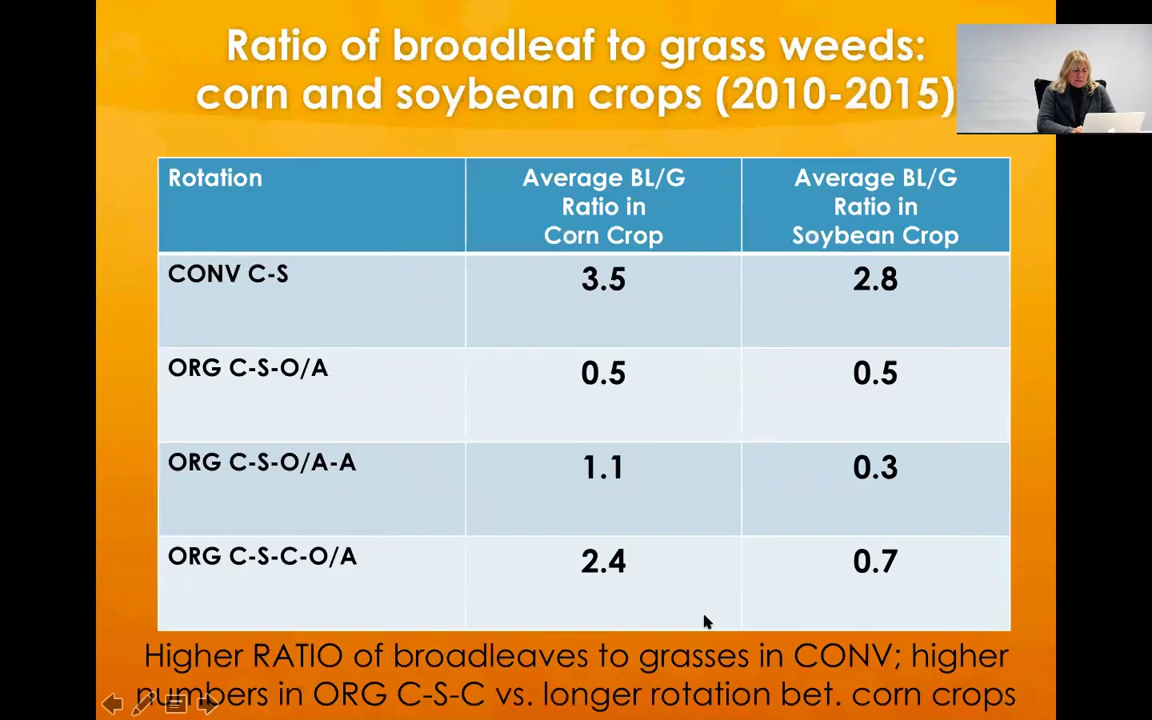 Ratio of broadleaf to grass weeds:
corn and soybean crops (2010-2015)
Rotation
Average BL/G
Ratio in
Corn Crop
Average BL/G
Ratio in
Soybean Crop
CONV C-S
3.5
2.8
ORG C-S-O/A
0.5
0.5
ORG C-S-O/A-A
1.1
0.3
ORG C-S-C-O/A
2.4
0.7
Higher RATIO of broadleaves to grasses in CONV; higher
numbers in ORG C-S-C vs. longer rotation bet. corn crops